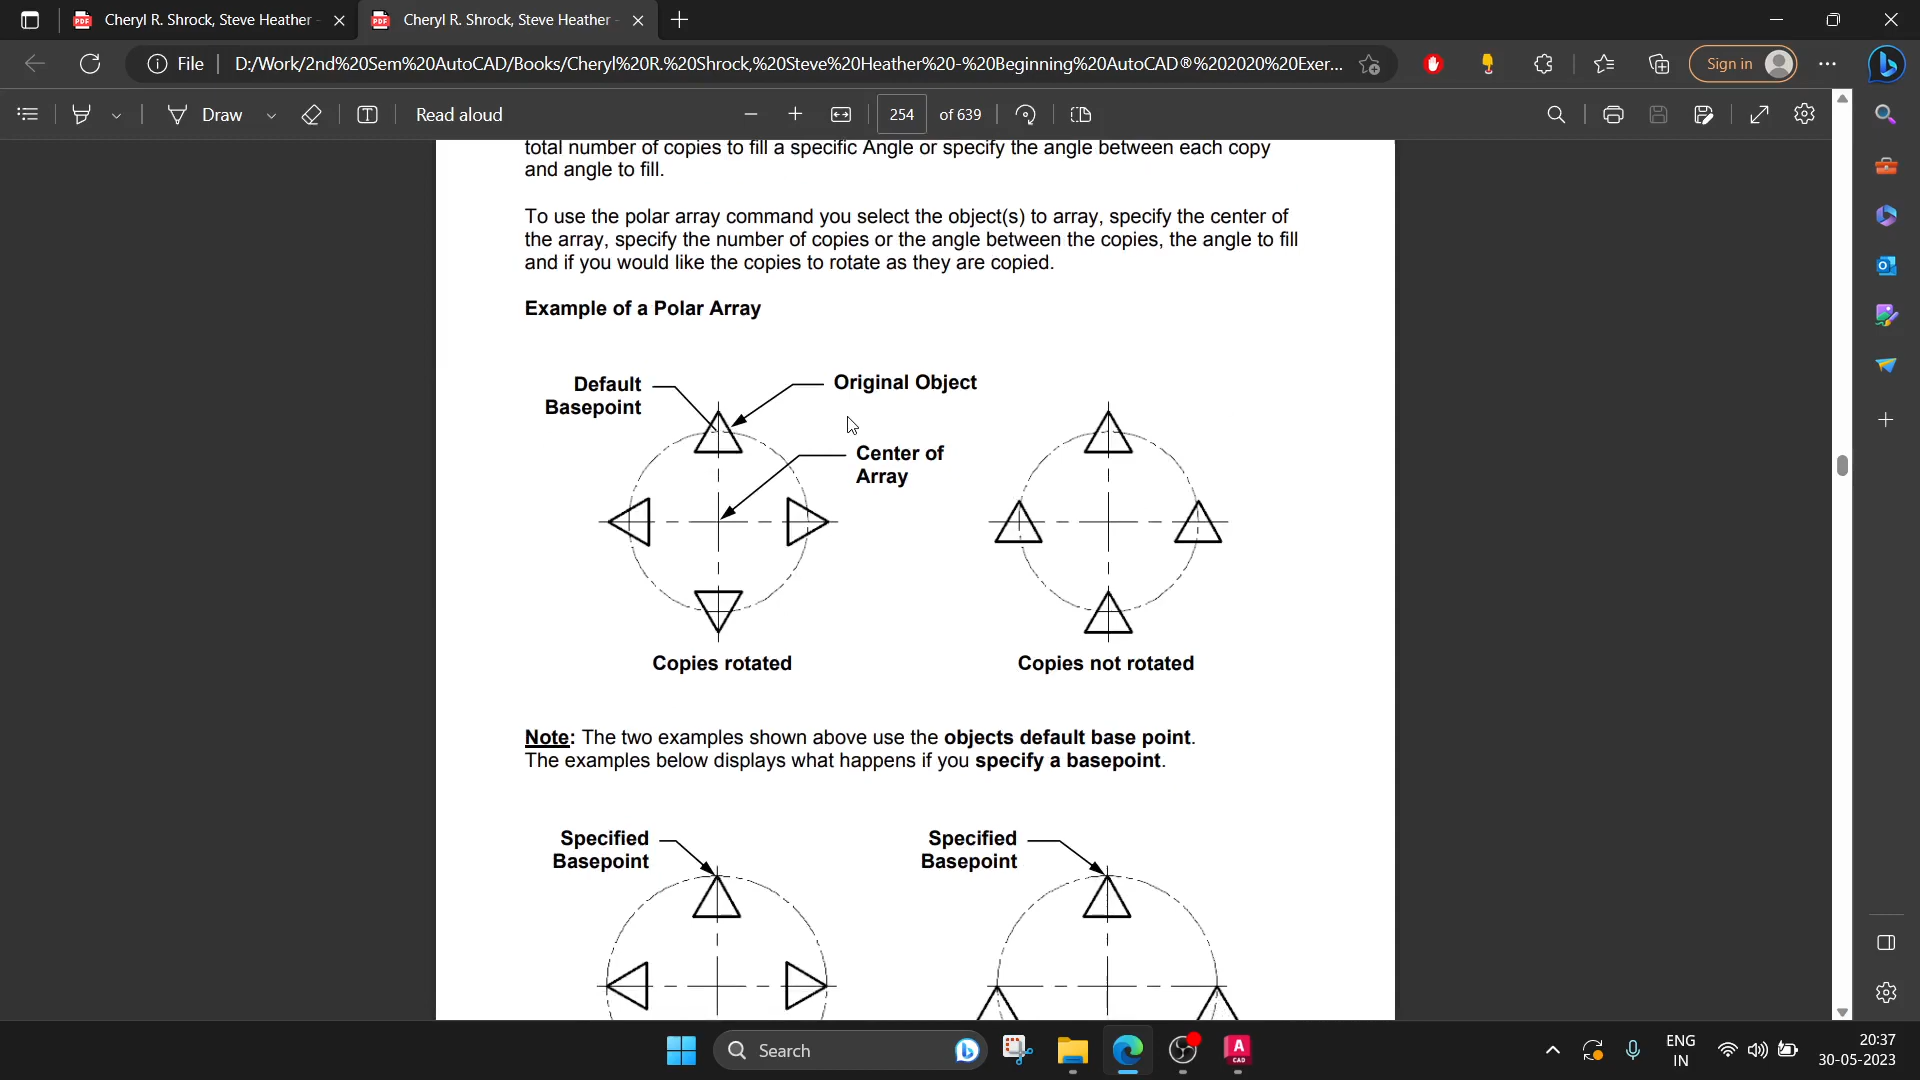 Cheryl R. Shrock, Steve Heather -
Cheryl R. Shrock, Steve Heather -
File
D:/Work/2nd%20Sem%20AutoCAD/Books/Cheryl%20R.%20Shrock,%20Steve%20Heather%20-%20Beginning%20AutoCAD®%202020%20Exer...
Sign in
Draw
Read aloud
254
of 639
total number of copies to fill a specific Angle or specify the angle between each copy
and angle to fill.
To use the polar array command you select the object(s) to array, specify the center of
the array, specify the number of copies or the angle between the copies, the angle to fill
and if you would like the copies to rotate as they are copied.
Example of a Polar Array
Default
Basepoint
Original Object
Center of
Array
Copies rotated
Copies not rotated
Note: The two examples shown above use the objects default base point.
The examples below displays what happens if you specify a basepoint.
Specified
Basepoint
Specified
Basepoint
Search
A
CAD
ENG
IN
20:37
30-05-2023